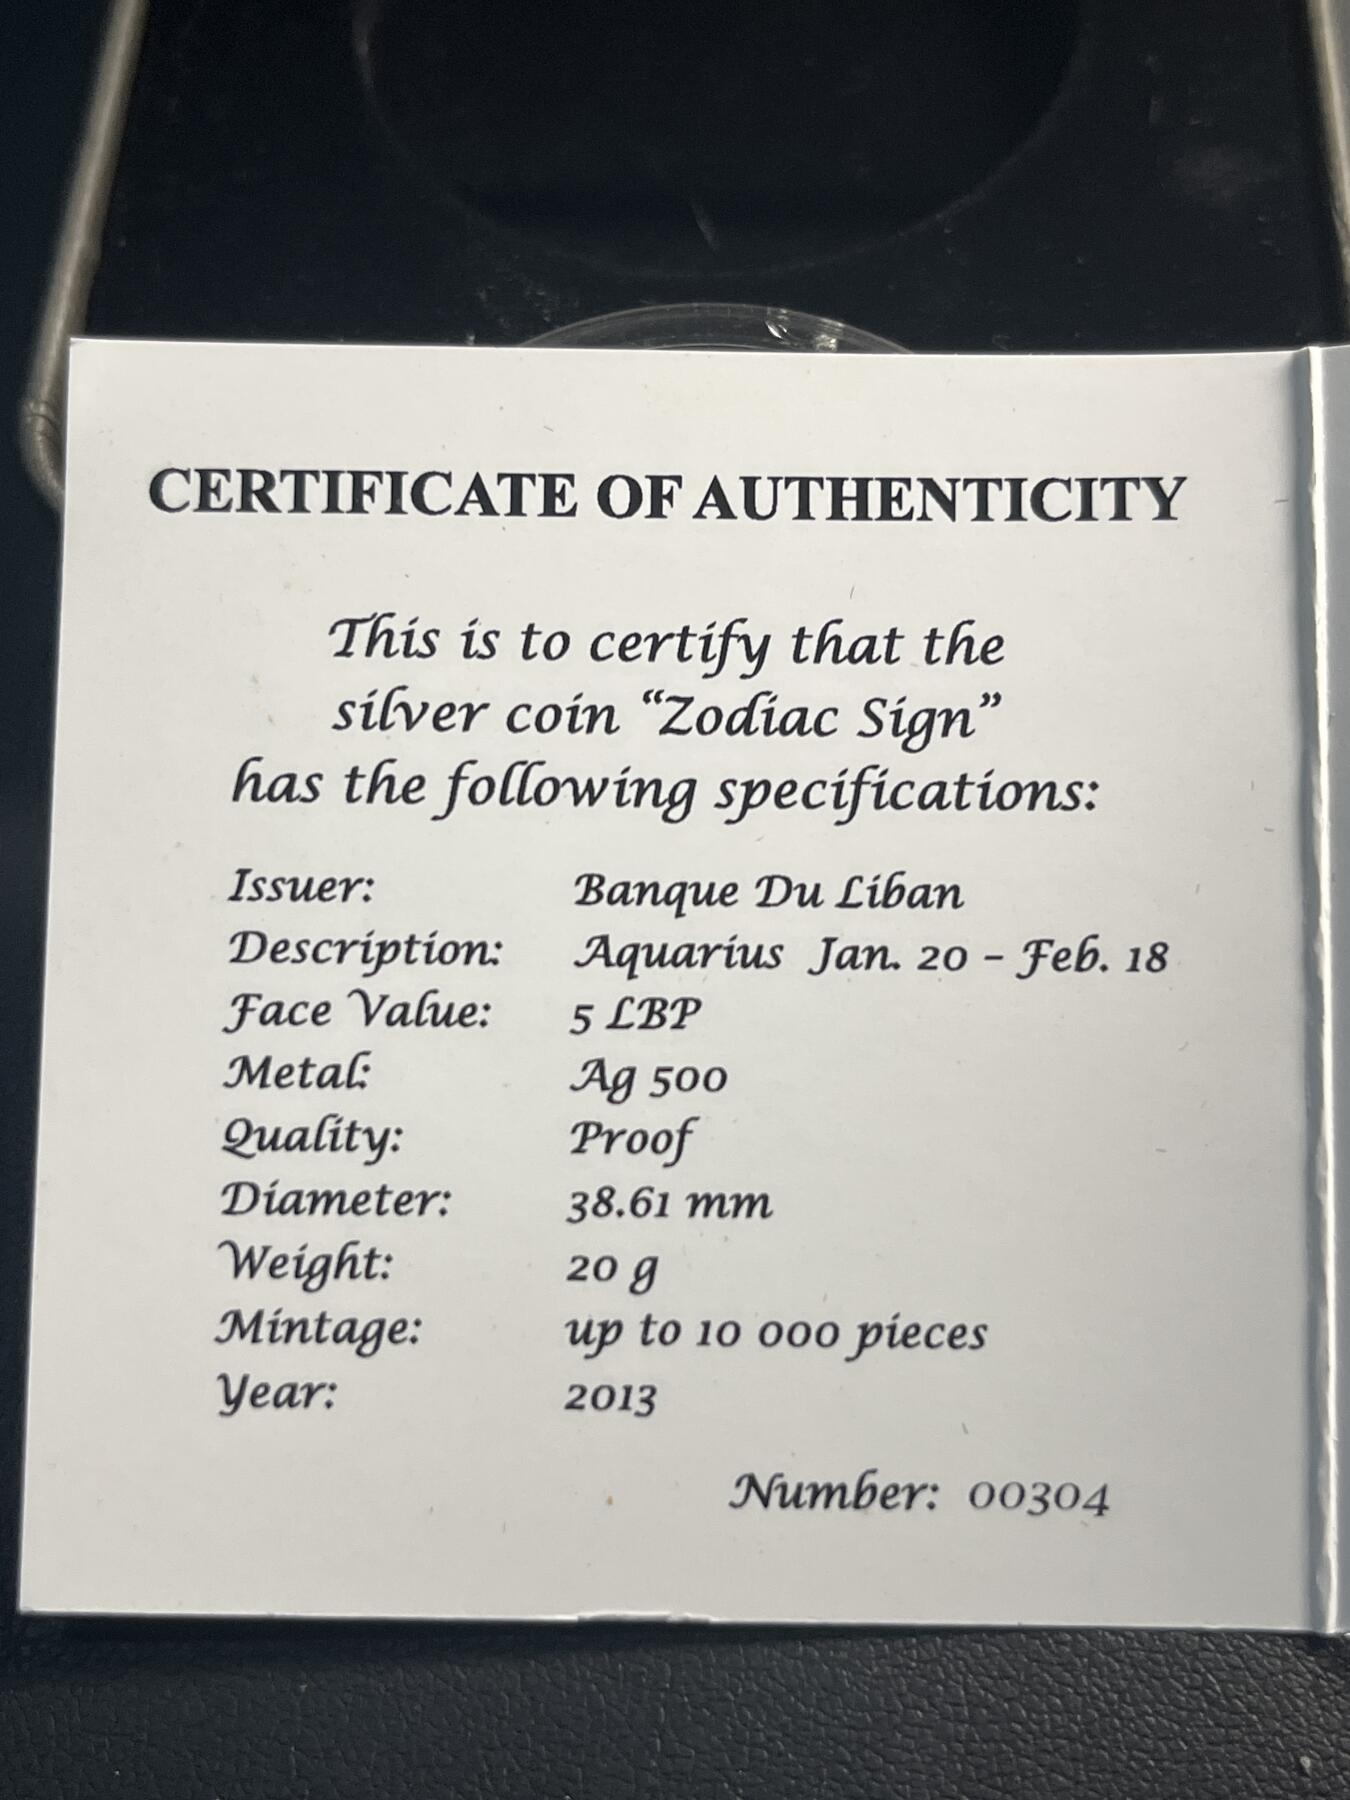 CERTIFICATE OF AUTHENTICITY
This is to certify that the
silver coin “Zodiac Sign”
has the following specifications:
Issuer: Banque Du Liban
Description: Aquarius Jan. 20 – Feb. 18
Face Value: 5 LBP
Metal: Ag 500
Quality: Proof
Diameter: 38.61 mm
Weight: 20 g
Mintage: up to 10 000 pieces
Year: 2013
Number: 00304